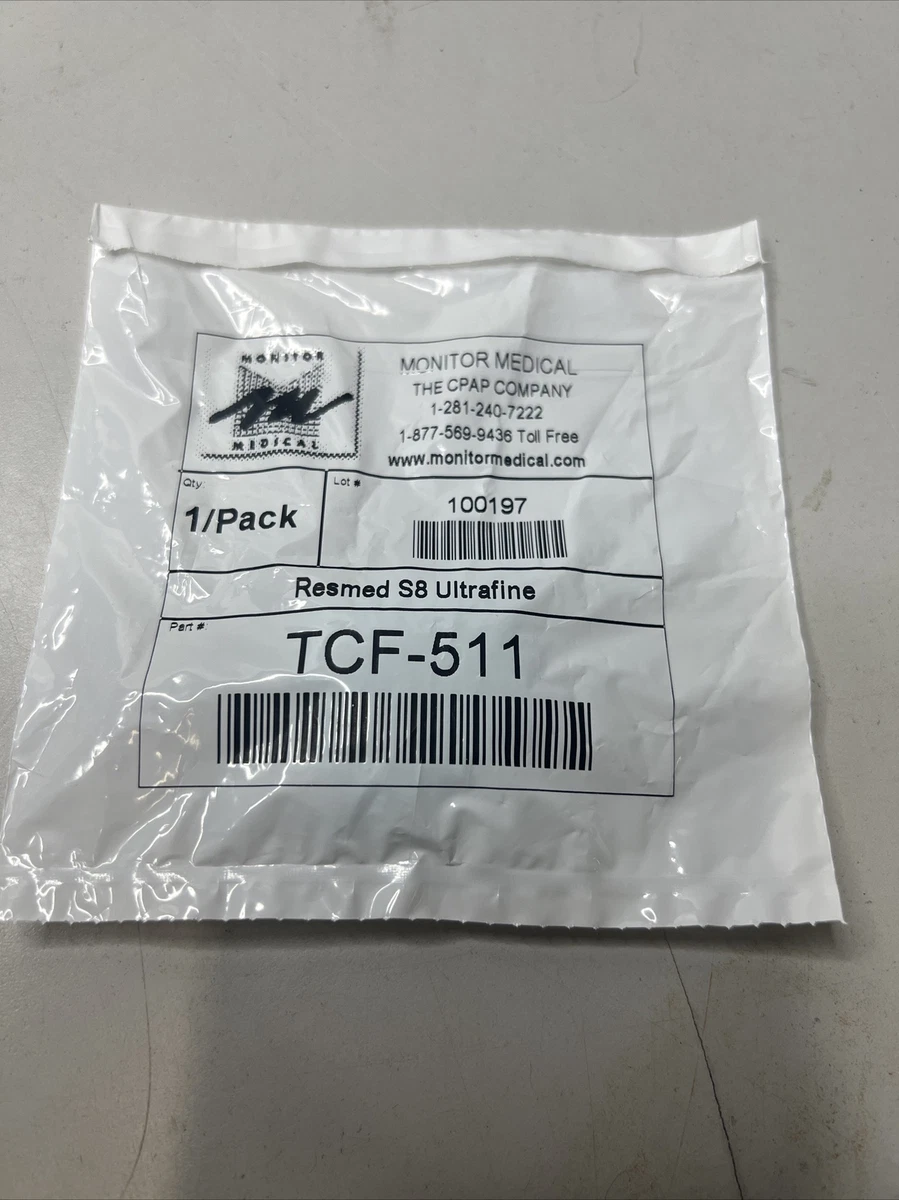 MONITOR
MEDICAL
MONITOR MEDICAL
THE CPAP COMPANY
1-281-240-7222
1-877-569-9436 Toll Free
www.monitormedical.com
Qty:
1/Pack
Lot #
100197
Resmed S8 Ultrafine
Part #:
TCF-511